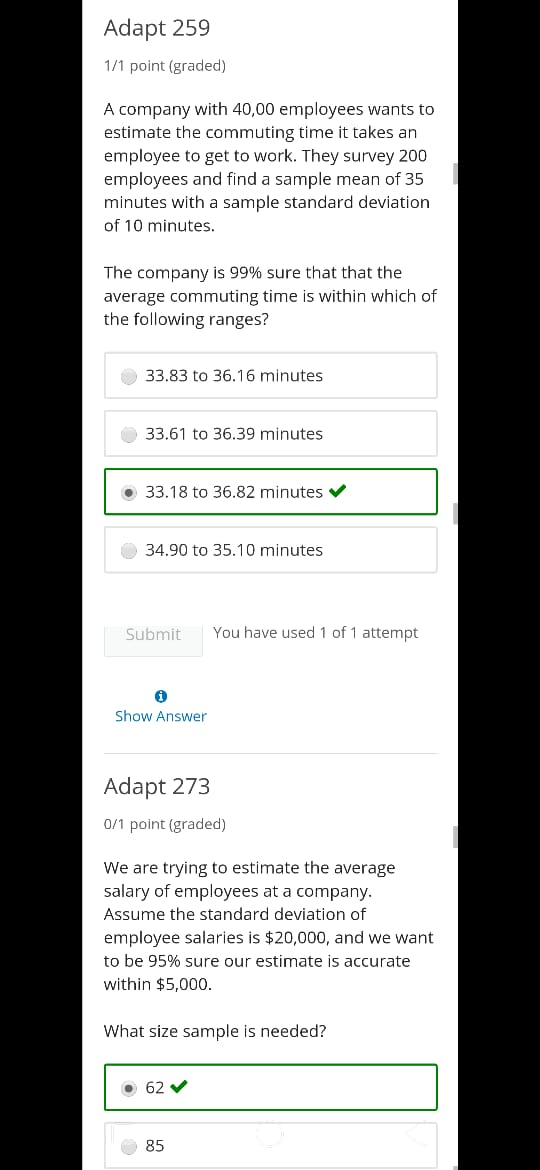 Adapt 259
1/1 point (graded)
A company with 40,00 employees wants to
estimate the commuting time it takes an
employee to get to work. They survey 200
employees and find a sample mean of 35
minutes with a sample standard deviation
of 10 minutes.
The company is 99% sure that that the
average commuting time is within which of
the following ranges?
33.83 to 36.16 minutes
33.61 to 36.39 minutes
33.18 to 36.82 minutes
34.90 to 35.10 minutes
Submit You have used 1 of 1 attempt
Show Answer
Adapt 273
0/1 point (graded)
We are trying to estimate the average
salary of employees at a company.
Assume the standard deviation of
employee salaries is $20,000, and we want
to be 95% sure our estimate is accurate
within $5,000.
What size sample is needed?
62
85